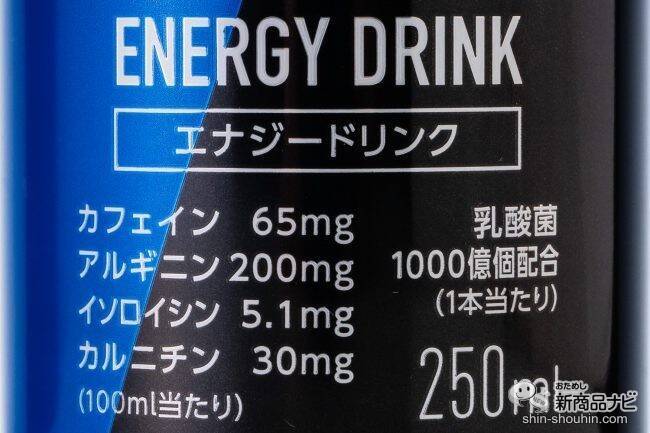 ENERGY DRINK
エナジードリンク
カフェイン 65mg
アルギニン 200mg
イソロイシン 5.1mg
カルニチン 30mg
(100ml当たり)
乳酸菌
1000億個配合
(1本当たり)
250ml
おためし
新商品ナビ
NEW
shin-shouhin.com